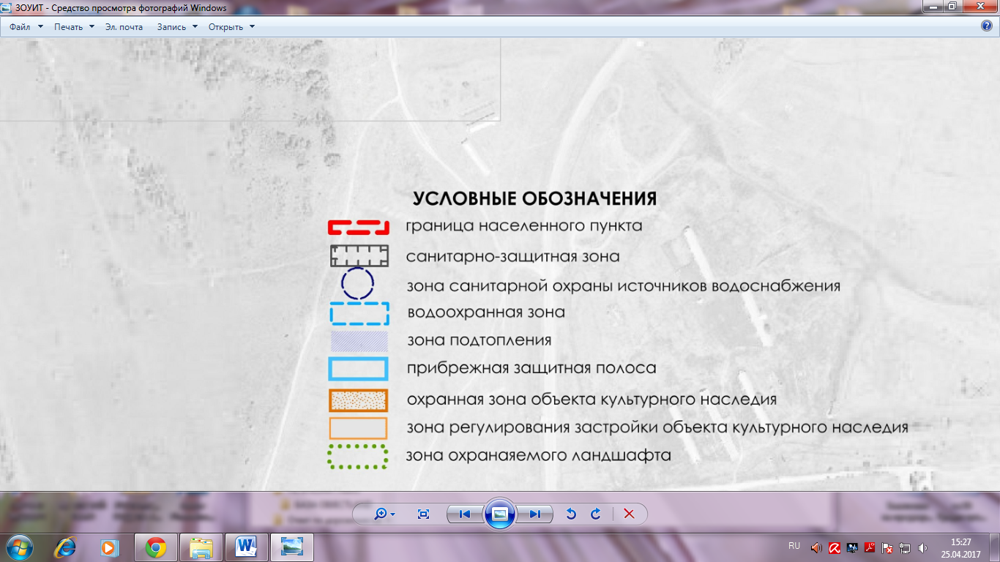 ЗОУИТ - Средство просмотра фотографий Windows
Файл Печать Эл. почта Запись Открыть
УСЛОВНЫЕ ОБОЗНАЧЕНИЯ
граница населенного пункта
санитарно-защитная зона
зона санитарной охраны источников водоснабжения
водоохранная зона
зона подтопления
прибрежная защитная полоса
охранная зона объекта культурного наследия
зона регулирования застройки объекта культурного наследия
зона охранаяемого ландшафта
RU
15:27
25.04.2017